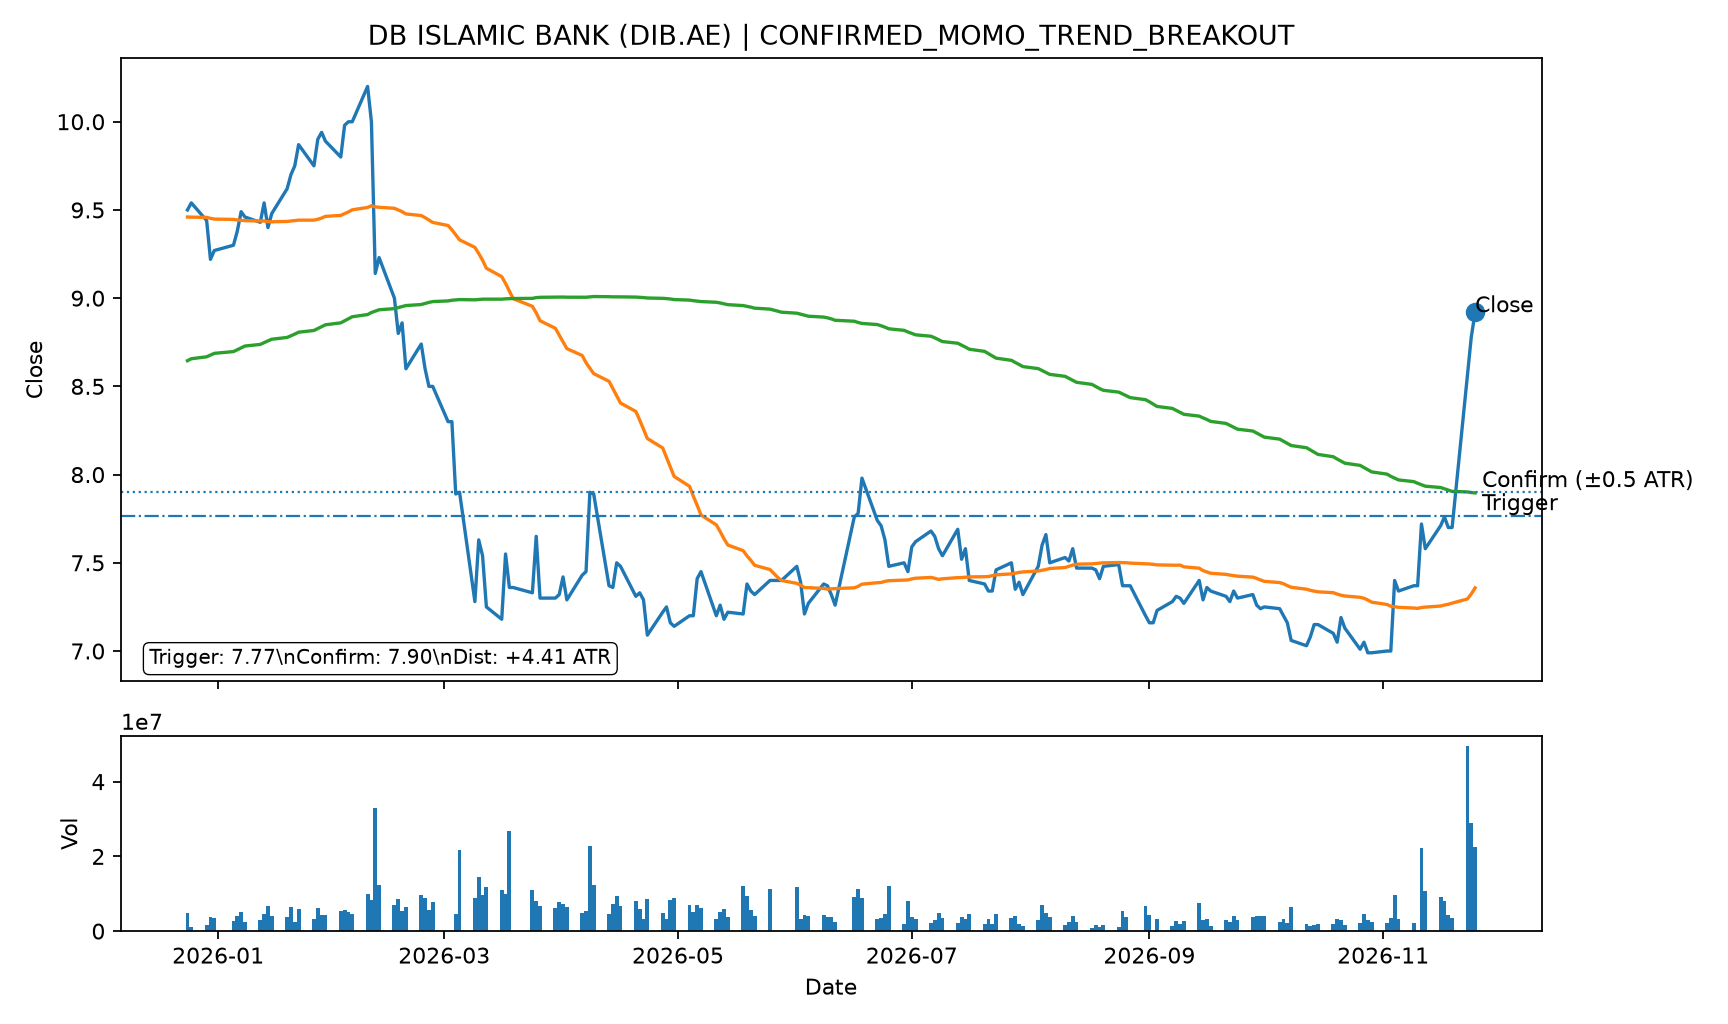 DB ISLAMIC BANK (DIB.AE) | CONFIRMED_MOMO_TREND_BREAKOUT
Close
10.0
9.5
9.0
8.5
8.0
7.5
7.0
Close
Confirm (±0.5 ATR)
Trigger
Trigger: 7.77\nConfirm: 7.90\nDist: +4.41 ATR
1e7
Vol
4
2
0
2026-01
2026-03
2026-05
2026-07
2026-09
2026-11
Date